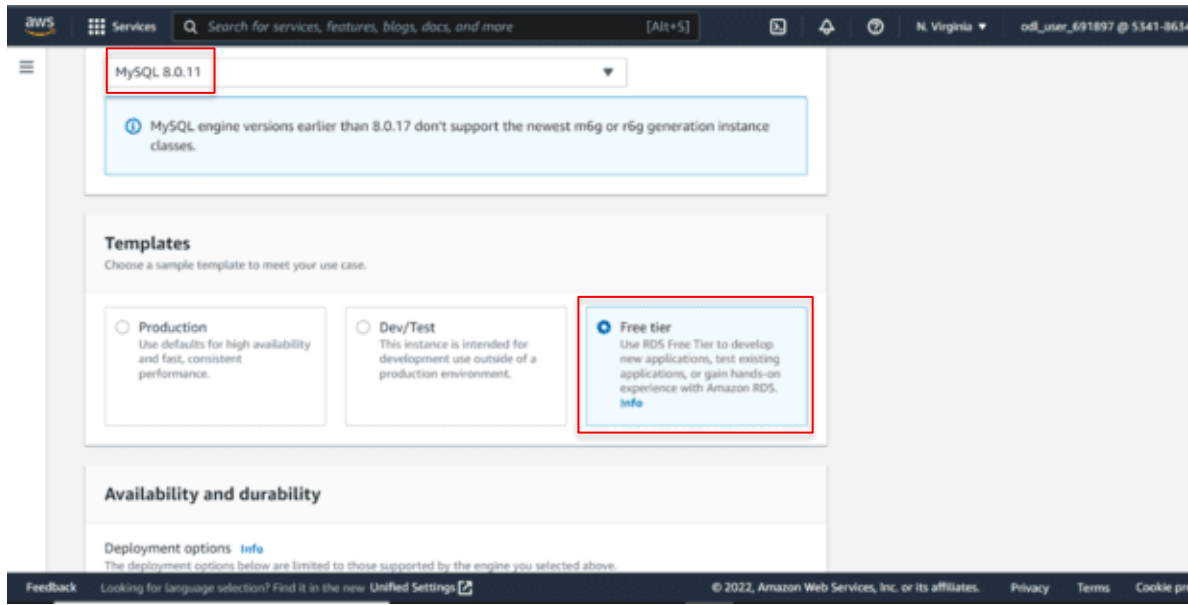 aws
Services
Search for services, features, blogs, docs, and more
[Alt+S]
N. Virginia
odl_user_691897 @ 5341-8634
MySQL 8.0.11
MySQL engine versions earlier than 8.0.17 don't support the newest m6g or r6g generation instance
classes.
Templates
Choose a sample template to meet your use case.
Production
Use defaults for high availability
and fast, consistent
performance.
Dev/Test
This instance is intended for
development use outside of a
production environment.
Free tier
Use RDS Free Tier to develop
new applications, test existing
applications, or gain hands-on
experience with Amazon RDS.
Info
Availability and durability
Deployment options Info
The deployment options below are limited to those supported by the engine you selected above.
Feedback
Looking for language selection? Find it in the new Unified Settings
© 2022, Amazon Web Services, Inc. or its affiliates.
Privacy
Terms
Cookie pr